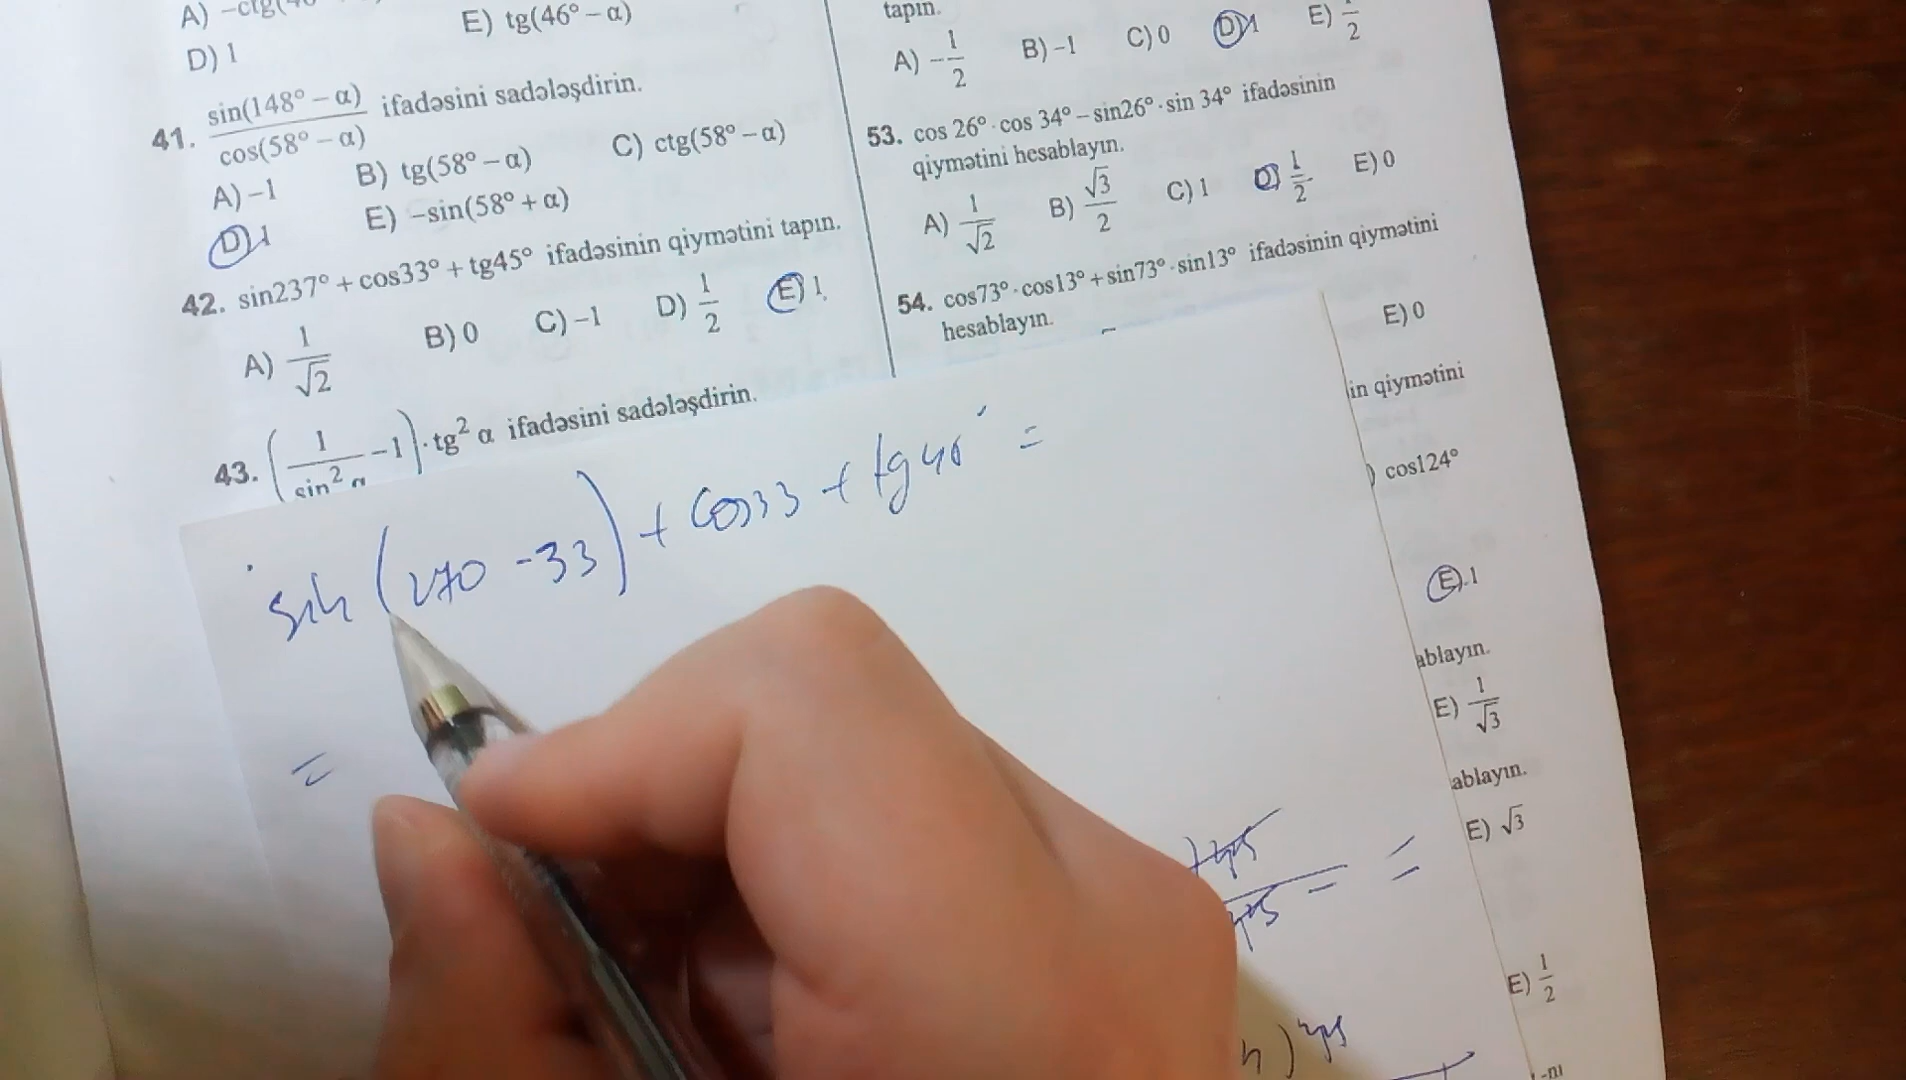 E) tg(46° – α)
D) 1
41. sin(148° – α) / cos(58° – α) ifadəsini sadələşdirin.
A) –1 B) tg(58° – α) C) ctg(58° – α)
D) 1 E) –sin(58° + α)
42. sin237° + cos33° + tg45° ifadəsinin qiymətini tapın.
A) 1/√2 B) 0 C) –1 D) 1/2 E) 1
43. (1/sin² α – 1) · tg² α ifadəsini sadələşdirin.
tapın.
A) –1/2 B) –1 C) 0 D) 1 E) 1/2
53. cos 26° · cos 34° – sin26° · sin 34° ifadəsinin
qiymətini hesablayın.
A) 1/√2 B) √3/2 C) 1 D) 1/2 E) 0
54. cos73° · cos13° + sin73° · sin13° ifadəsinin qiymətini
hesablayın.
E) 0
in qiymətini
) cos124°
E) 1
ablayın.
E) 1/√3
ablayın.
E) √3
E) 1/2
sin (270 - 33) + cos33 + tg45° =
=